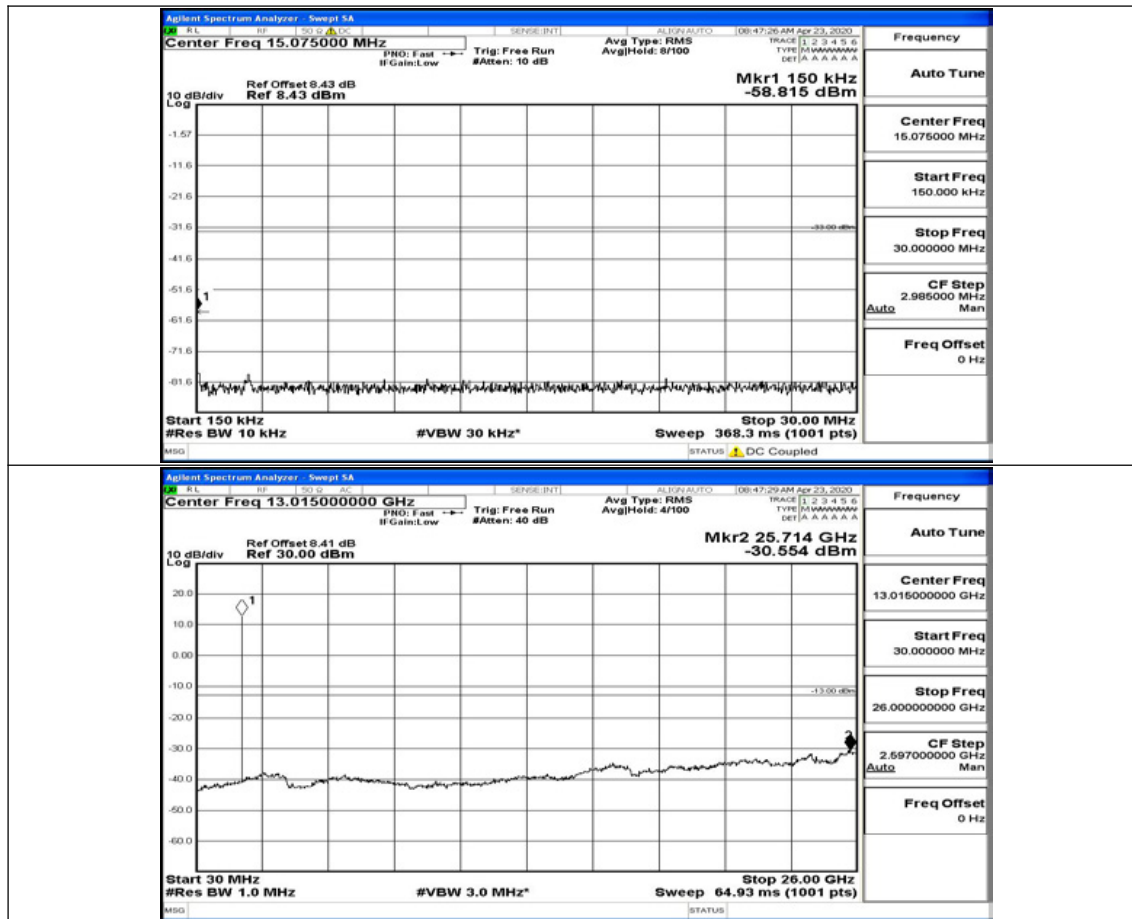 Agilent Spectrum Analyzer - Swept SA
RL RF 50 Ω DC SENSE:INT ALIGN AUTO 08:47:26 AM Apr 23, 2020
Center Freq 15.075000 MHz
PNO: Fast Trig: Free Run Avg Type: RMS TRACE 1 2 3 4 5 6
IFGain:Low #Atten: 10 dB Avg|Hold: 8/100 TYPE M
DET A A A A A A
Ref Offset 8.43 dB Mkr1 150 kHz
10 dB/div Ref 8.43 dBm -58.815 dBm
Log
-1.57
-11.6
-21.6
-31.6
-33.00 dBm
-41.6
-51.6
1
-61.6
-71.6
-81.6
Start 150 kHz Stop 30.00 MHz
#Res BW 10 kHz #VBW 30 kHz* Sweep 368.3 ms (1001 pts)
MSG STATUS DC Coupled
Frequency
Auto Tune
Center Freq
15.075000 MHz
Start Freq
150.000 kHz
Stop Freq
30.000000 MHz
CF Step
2.985000 MHz
Auto Man
Freq Offset
0 Hz
Agilent Spectrum Analyzer - Swept SA
RL RF 50 Ω AC SENSE:INT ALIGN AUTO 08:47:29 AM Apr 23, 2020
Center Freq 13.015000000 GHz
PNO: Fast Trig: Free Run Avg Type: RMS TRACE 1 2 3 4 5 6
IFGain:Low #Atten: 40 dB Avg|Hold: 4/100 TYPE M
DET A A A A A A
Ref Offset 8.41 dB Mkr2 25.714 GHz
10 dB/div Ref 30.00 dBm -30.554 dBm
Log
20.0
1
10.0
0.00
-10.0
-13.00 dBm
-20.0
2
-30.0
-40.0
-50.0
-60.0
Start 30 MHz Stop 26.00 GHz
#Res BW 1.0 MHz #VBW 3.0 MHz* Sweep 64.93 ms (1001 pts)
MSG STATUS
Frequency
Auto Tune
Center Freq
13.015000000 GHz
Start Freq
30.000000 MHz
Stop Freq
26.000000000 GHz
CF Step
2.597000000 GHz
Auto Man
Freq Offset
0 Hz